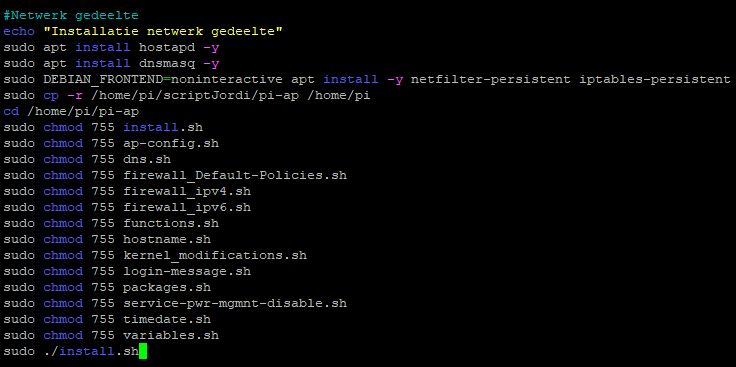 #Netwerk gedeelte
echo "Installatie netwerk gedeelte"
sudo apt install hostapd -y
sudo apt install dnsmasq -y
sudo DEBIAN_FRONTEND=noninteractive apt install -y netfilter-persistent iptables-persistent
sudo cp -r /home/pi/scriptJordi/pi-ap /home/pi
cd /home/pi/pi-ap
sudo chmod 755 install.sh
sudo chmod 755 ap-config.sh
sudo chmod 755 dns.sh
sudo chmod 755 firewall_Default-Policies.sh
sudo chmod 755 firewall_ipv4.sh
sudo chmod 755 firewall_ipv6.sh
sudo chmod 755 functions.sh
sudo chmod 755 hostname.sh
sudo chmod 755 kernel_modifications.sh
sudo chmod 755 login-message.sh
sudo chmod 755 packages.sh
sudo chmod 755 service-pwr-mgmnt-disable.sh
sudo chmod 755 timedate.sh
sudo chmod 755 variables.sh
sudo ./install.sh